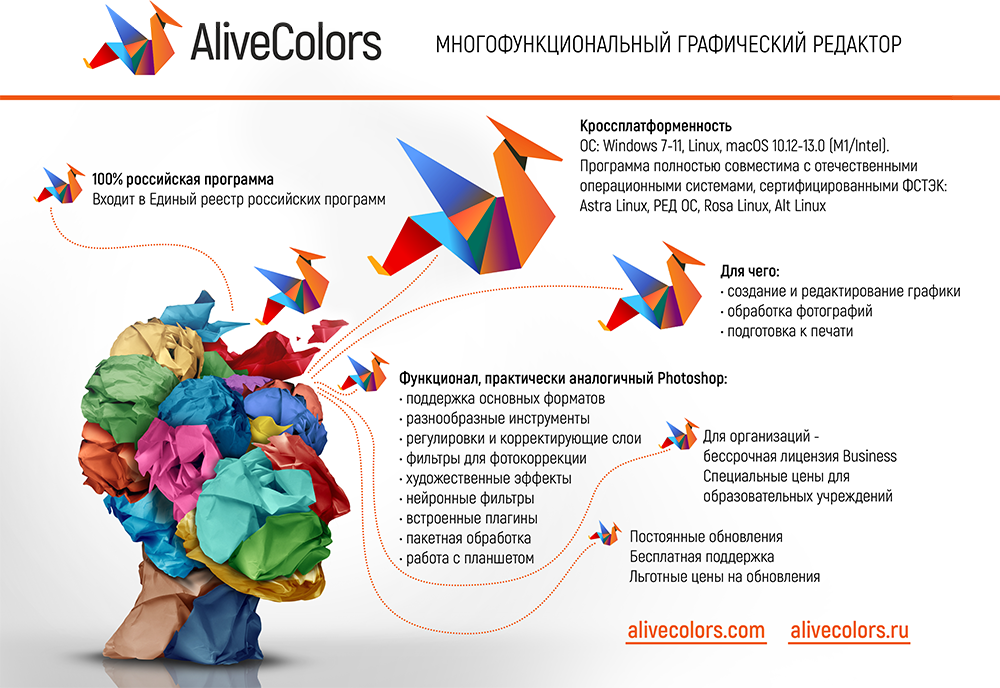 AliveColors
МНОГОФУНКЦИОНАЛЬНЫЙ ГРАФИЧЕСКИЙ РЕДАКТОР
100% российская программа
Входит в Единый реестр российских программ
Кроссплатформенность
ОС: Windows 7-11, Linux, macOS 10.12-13.0 (M1/Intel).
Программа полностью совместима с отечественными
операционными системами, сертифицированными ФСТЭК:
Astra Linux, РЕД ОС, Rosa Linux, Alt Linux
Для чего:
· создание и редактирование графики
· обработка фотографий
· подготовка к печати
Функционал, практически аналогичный Photoshop:
· поддержка основных форматов
· разнообразные инструменты
· регулировки и корректирующие слои
· фильтры для фотокоррекции
· художественные эффекты
· нейронные фильтры
· встроенные плагины
· пакетная обработка
· работа с планшетом
Для организаций -
бессрочная лицензия Business
Специальные цены для
образовательных учреждений
Постоянные обновления
Бесплатная поддержка
Льготные цены на обновления
alivecolors.com alivecolors.ru